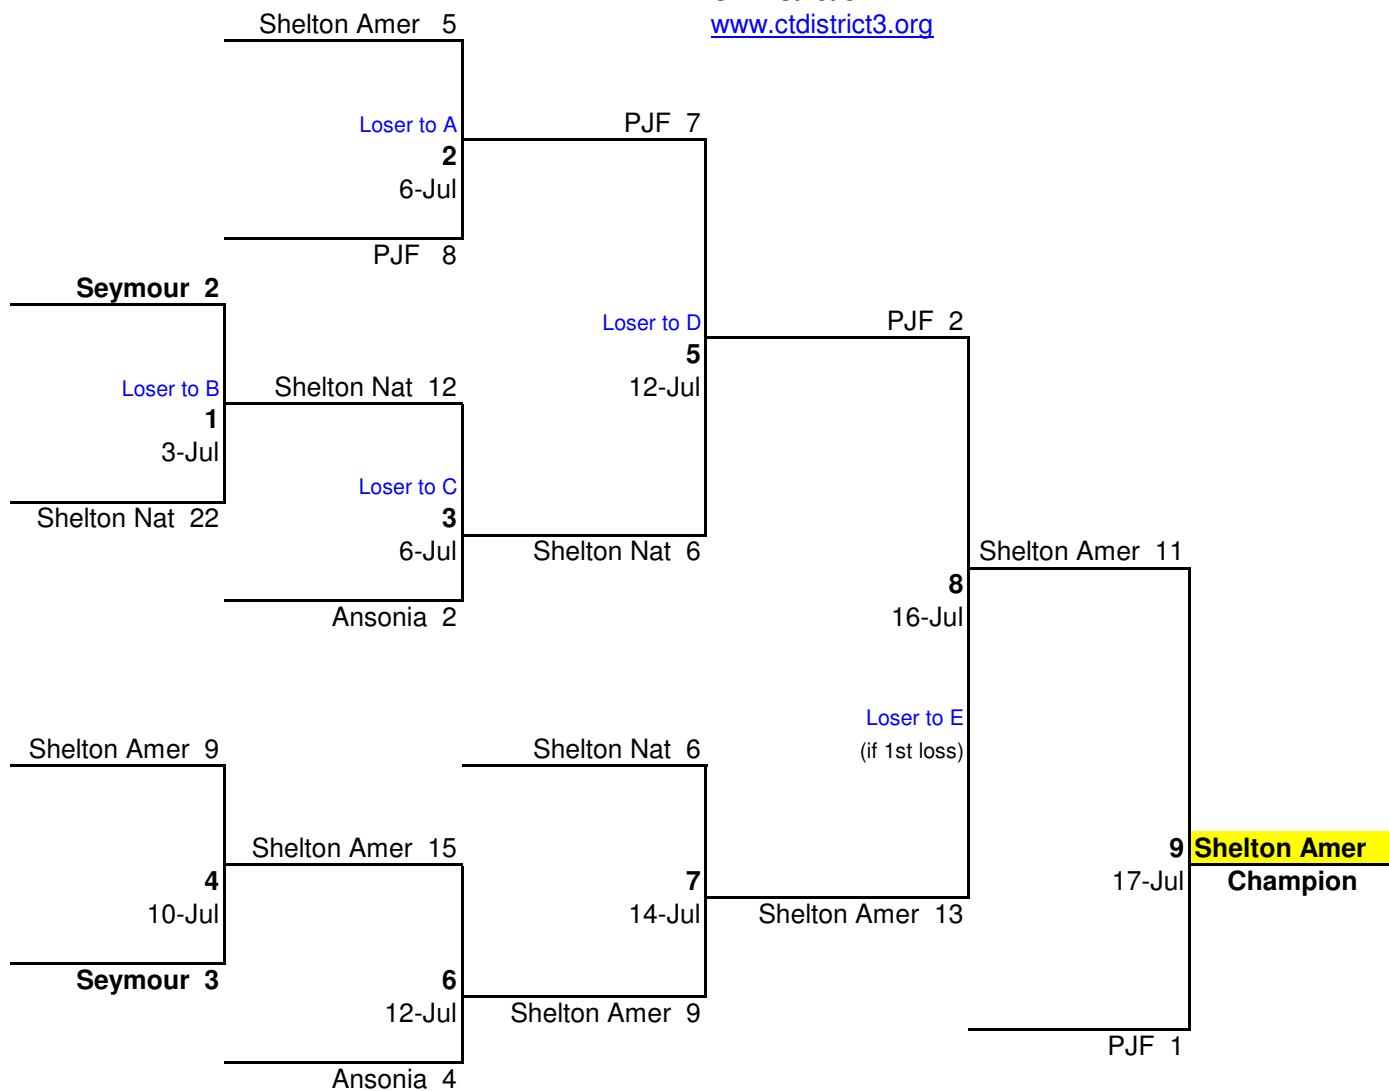 www.ctdistrict3.org
Shelton Amer 5
Loser to A
2
6-Jul
PJF 8
PJF 7
Seymour 2
Loser to B
1
3-Jul
Shelton Nat 22
Shelton Nat 12
Loser to C
3
6-Jul
Ansonia 2
Loser to D
5
12-Jul
Shelton Nat 6
PJF 2
8
16-Jul
Loser to E
(if 1st loss)
Shelton Amer 11
Shelton Amer 9
4
10-Jul
Seymour 3
Shelton Amer 15
6
12-Jul
Ansonia 4
Shelton Nat 6
7
14-Jul
Shelton Amer 9
Shelton Amer 13
9 Shelton Amer
17-Jul Champion
PJF 1